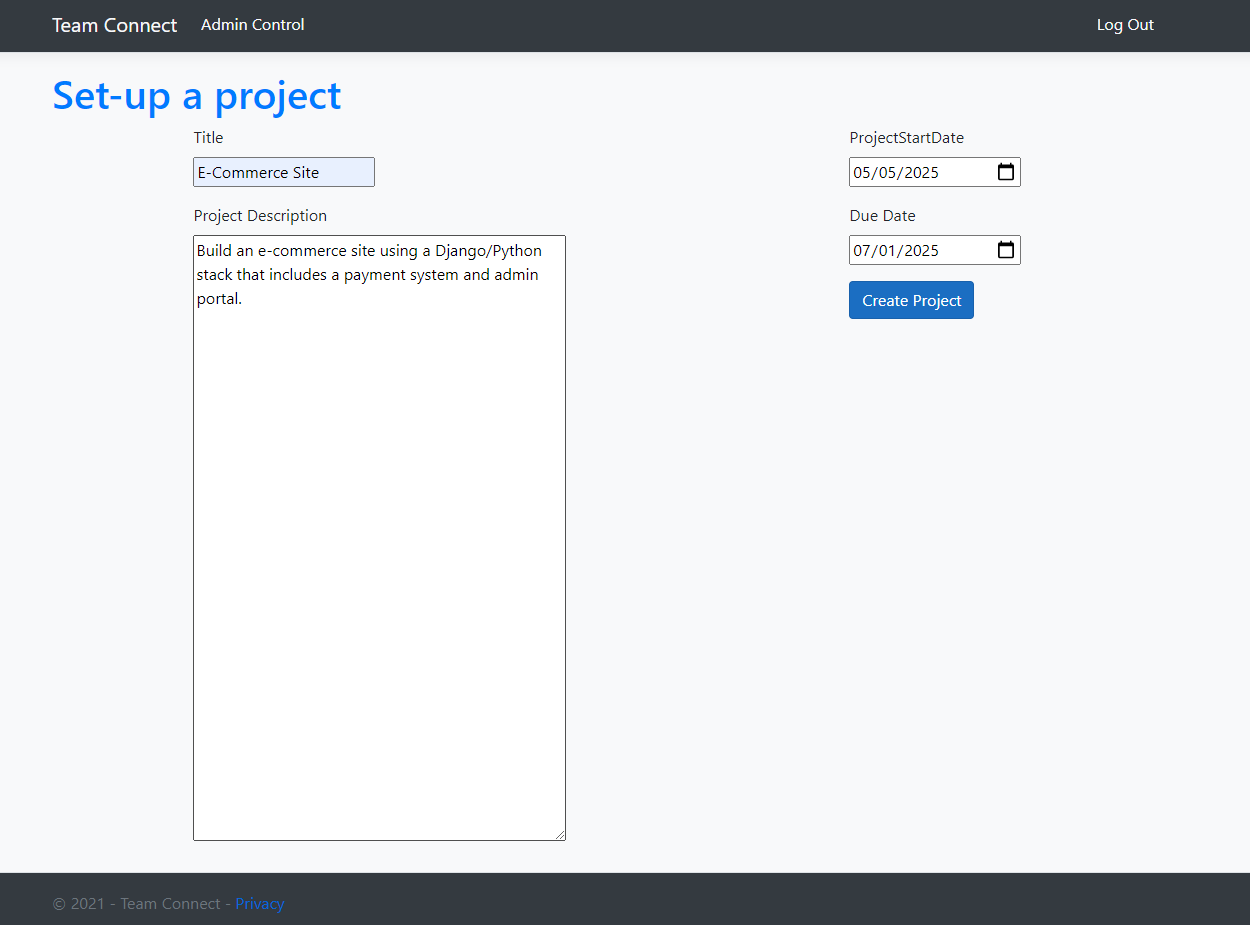 Team Connect Admin Control Log Out
Set-up a project
Title
E-Commerce Site
Project Description
Build an e-commerce site using a Django/Python
stack that includes a payment system and admin
portal.
ProjectStartDate
05/05/2025
Due Date
07/01/2025
Create Project
© 2021 - Team Connect - Privacy